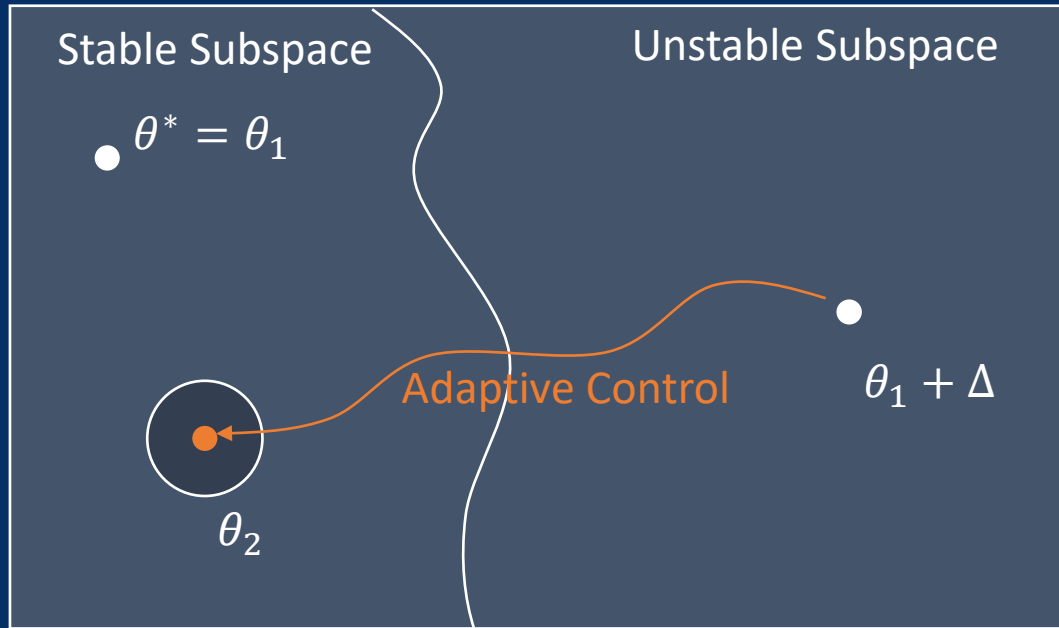 Stable Subspace
Unstable Subspace
θ* = θ₁
Adaptive Control
θ₁ + Δ
θ₂